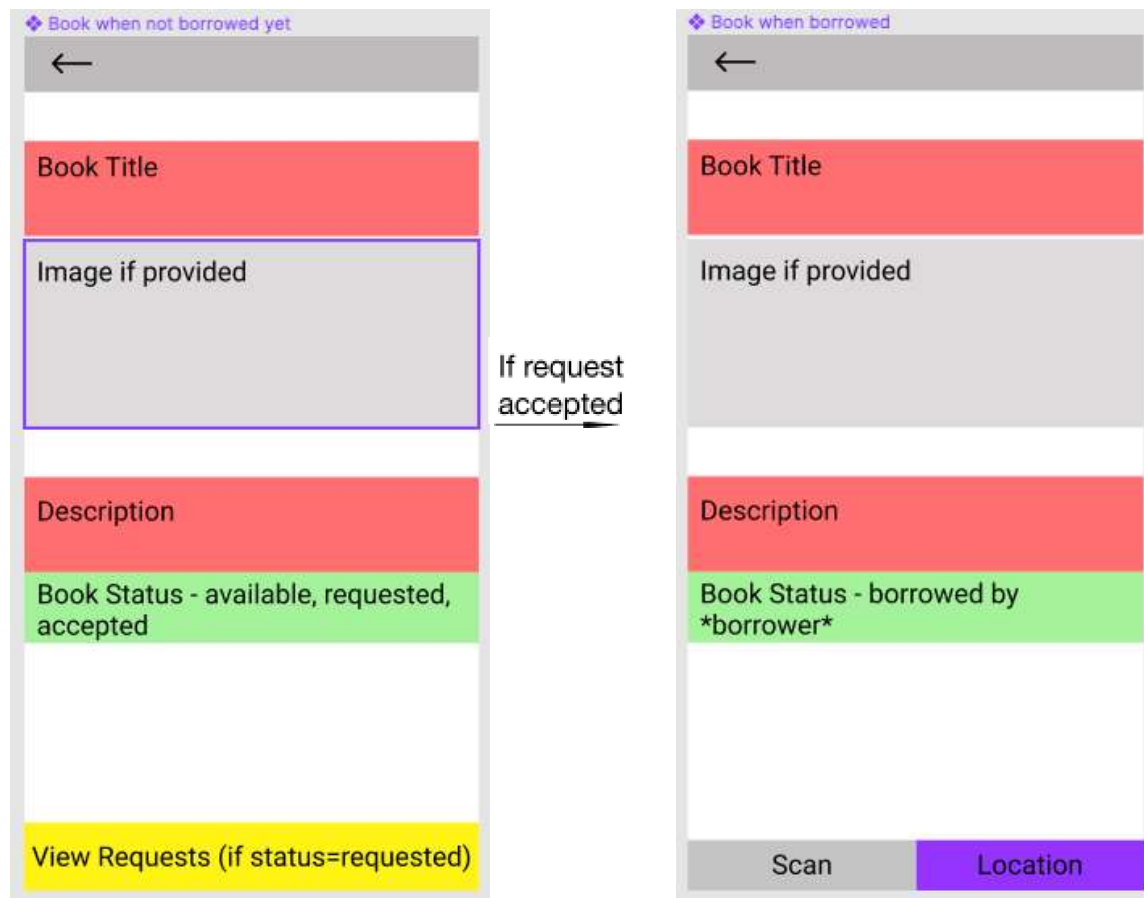 Book when not borrowed yet
Book Title
Image if provided
Description
Book Status - available, requested,
accepted
View Requests (if status=requested)
If request
accepted
Book when borrowed
Book Title
Image if provided
Description
Book Status - borrowed by
*borrower*
Scan
Location